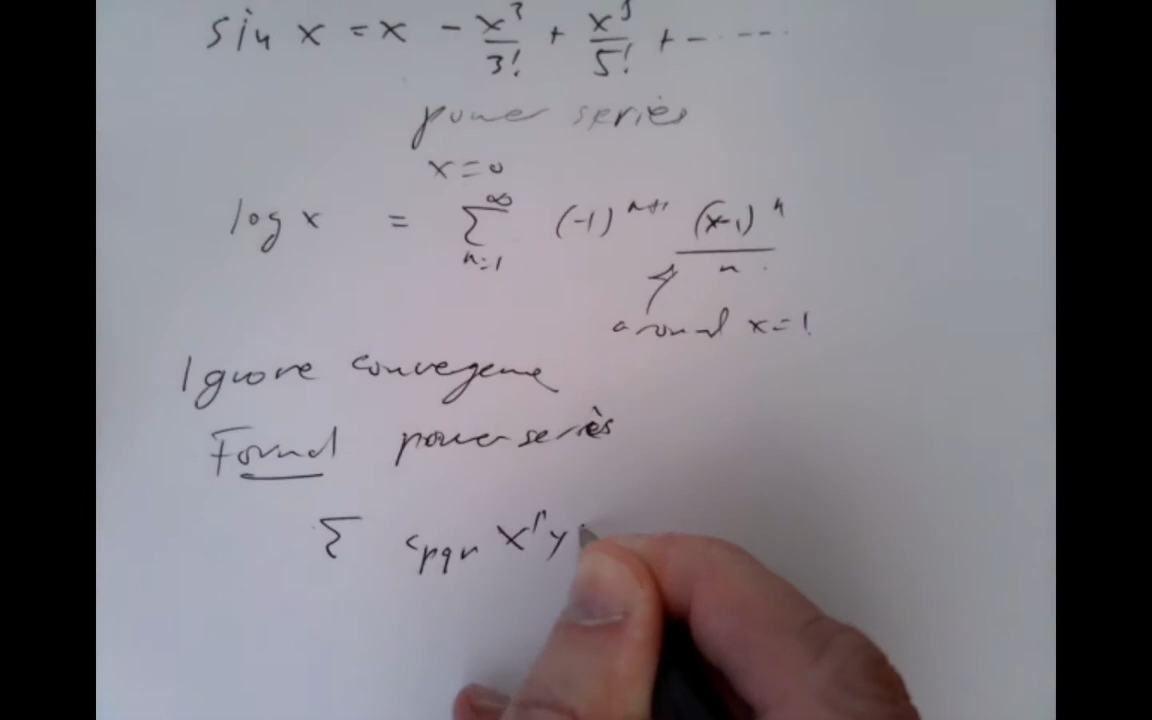 sin x = x - x³/3! + x⁵/5! + - ....
power series
x=0
log x = ∑_{n=1}^{∞} (-1)^{n+1} (x-1)^n / n
around x=1
Ignore convergence
Formal power series
∑ c_{pqr} x^p y